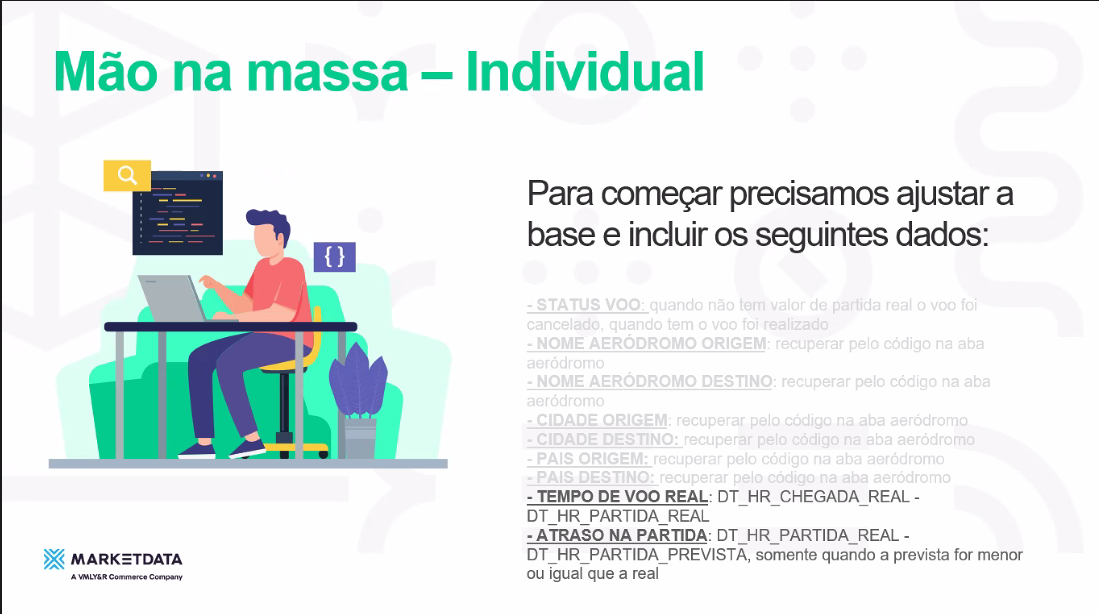 Mão na massa – Individual
{ }
Para começar precisamos ajustar a
base e incluir os seguintes dados:
- STATUS VOO: quando não tem valor de partida real o voo foi
cancelado, quando tem o voo foi realizado
- NOME AERÓDROMO ORIGEM: recuperar pelo código na aba
aeródromo
- NOME AERÓDROMO DESTINO: recuperar pelo código na aba
aeródromo
- CIDADE ORIGEM: recuperar pelo código na aba aeródromo
- CIDADE DESTINO: recuperar pelo código na aba aeródromo
- PAIS ORIGEM: recuperar pelo código na aba aeródromo
- PAIS DESTINO: recuperar pelo código na aba aeródromo
- TEMPO DE VOO REAL: DT_HR_CHEGADA_REAL -
DT_HR_PARTIDA_REAL
- ATRASO NA PARTIDA: DT_HR_PARTIDA_REAL -
DT_HR_PARTIDA_PREVISTA, somente quando a prevista for menor
ou igual que a real
MARKETDATA
A VMLY&R Commerce Company